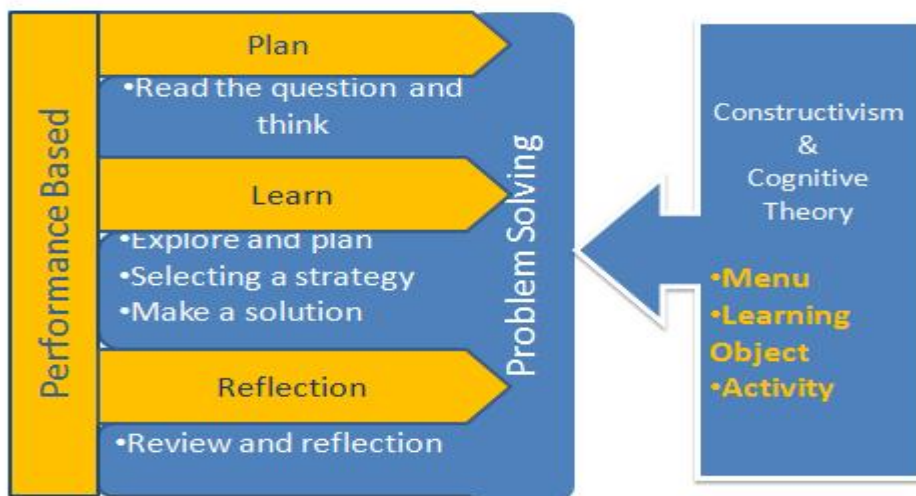 Performance Based
Plan
•Read the question and
think
Learn
•Explore and plan
•Selecting a strategy
•Make a solution
Reflection
•Review and reflection
Problem Solving
Constructivism
&
Cognitive
Theory
•Menu
•Learning
Object
•Activity